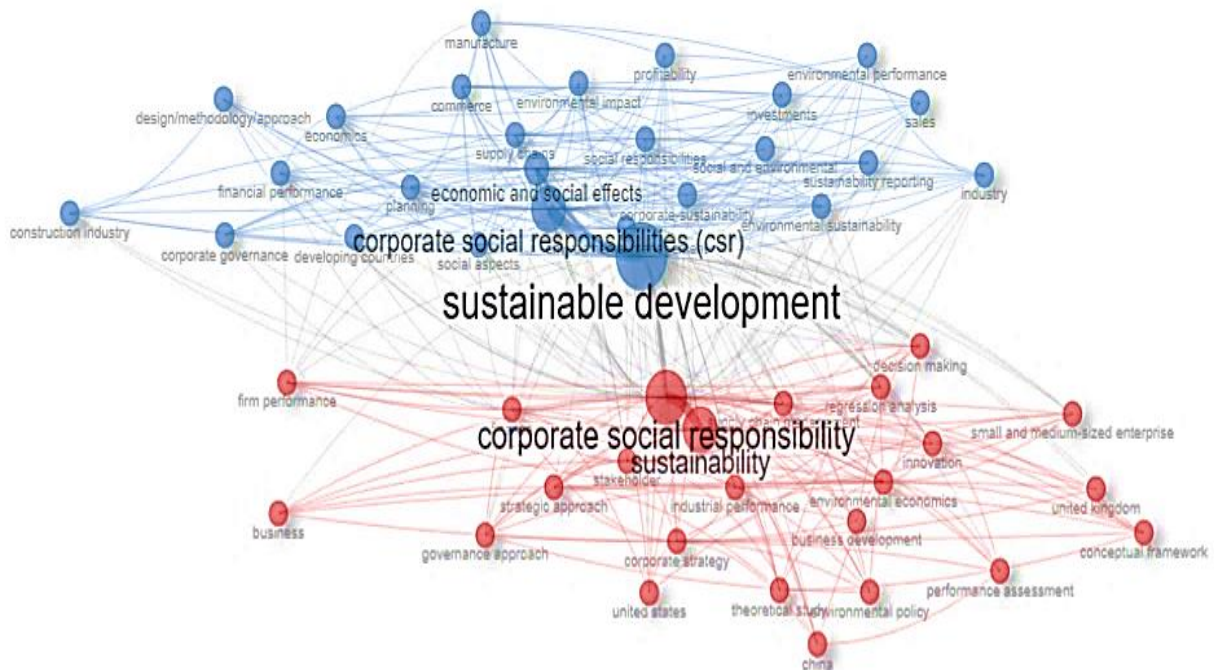 manufacture
profitability
environmental performance
design/methodology/approach
economics
commerce
environmental impact
investments
sales
supply chains
social responsibilities
social and environmental
sustainability reporting
financial performance
planning
economic and social effects
corporate-sustainability
environmental sustainability
industry
construction industry
corporate governance
developing countries
corporate social responsibilities (csr)
social aspects
sustainable development
decision making
firm performance
regression analysis
supply chain management
small and medium-sized enterprise
corporate social responsibility
innovation
sustainability
stakeholder
strategic approach
industrial performance
environmental economics
united kingdom
business
business development
governance approach
corporate strategy
conceptual framework
performance assessment
united states
theoretical study
environmental policy
china